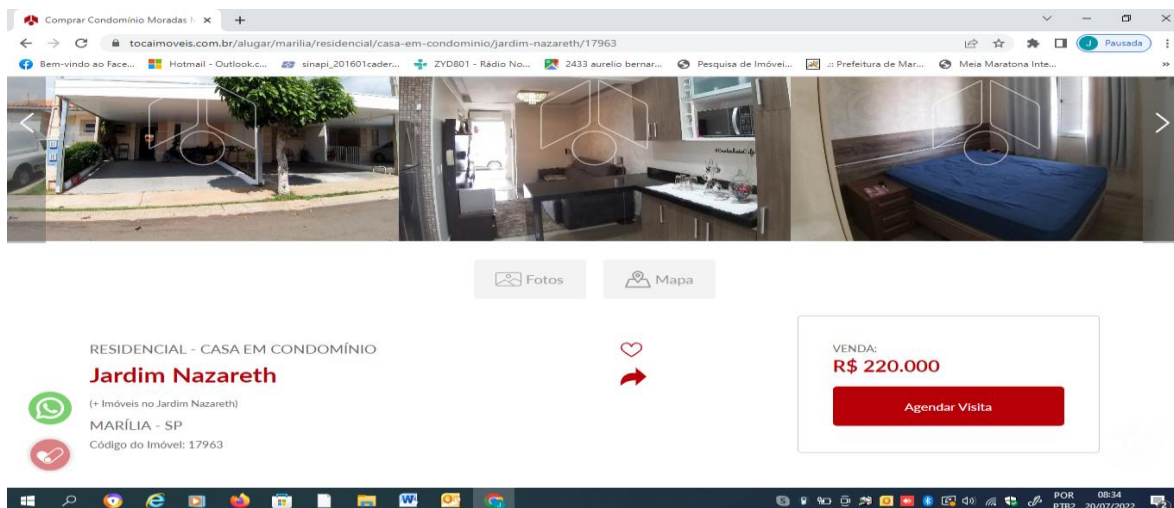 Comprar Condomínio Moradas
tocaimoveis.com.br/alugar/marilia/residencial/casa-em-condominio/jardim-nazareth/17963
J Pausada
Bem-vindo ao Face... Hotmail - Outlook.c... sinapi_201601cader... ZYD801 - Rádio No... 2433 aurelio bernar... Pesquisa de Imóvei... .:: Prefeitura de Mar... Meia Maratona Inte... »
Fotos Mapa
RESIDENCIAL - CASA EM CONDOMÍNIO
Jardim Nazareth
(+ Imóveis no Jardim Nazareth)
MARÍLIA - SP
Código do Imóvel: 17963
VENDA:
R$ 220.000
Agendar Visita
POR 08:34
PTB2 20/07/2022